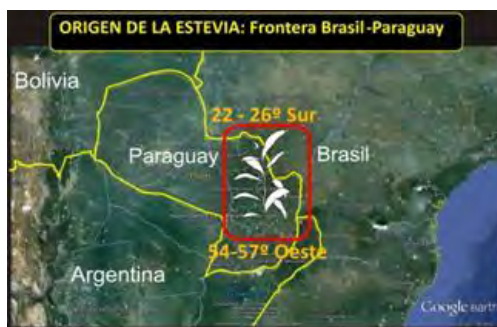 ORIGEN DE LA ESTEVIA: Frontera Brasil-Paraguay
Bolivia
22 - 26º Sur
Paraguay
Brasil
54-57º Oeste
Argentina
Google earth